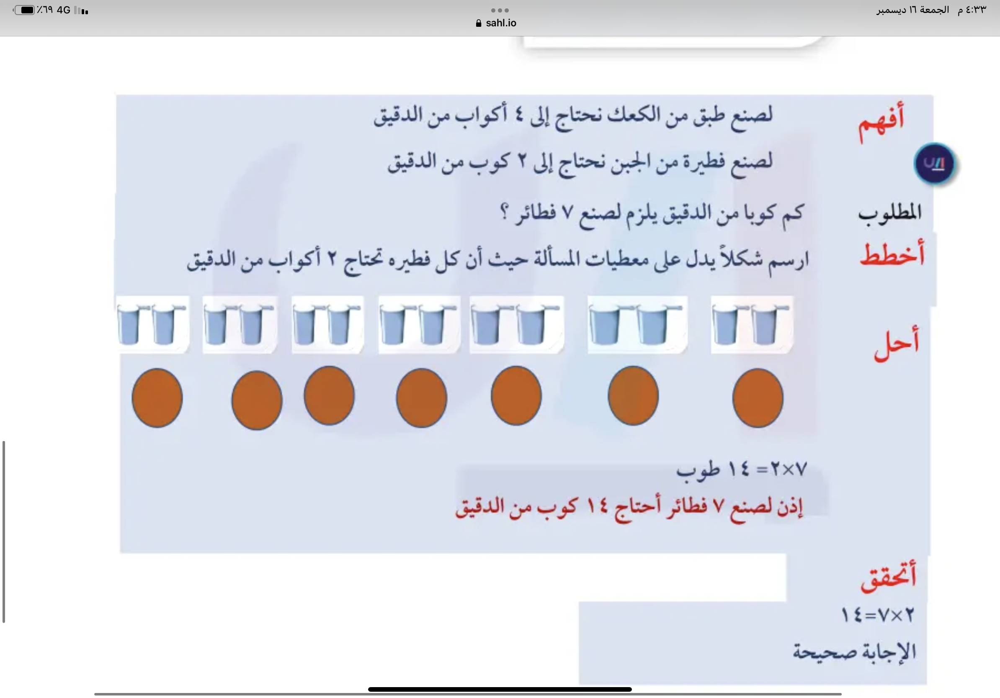 ٤:٣٣ م الجمعة ١٦ ديسمبر
٪٦٩ 4G
sahl.io
أفهم
لصنع طبق من الكعك نحتاج إلى ٤ أكواب من الدقيق
لصنع فطيرة من الجبن نحتاج إلى ٢ كوب من الدقيق
المطلوب كم كوبا من الدقيق يلزم لصنع ٧ فطائر ؟
أخطط ارسم شكلاً يدل على معطيات المسألة حيث أن كل فطيره تحتاج ٢ أكواب من الدقيق
أحل
٧×٢= ١٤ طوب
إذن لصنع ٧ فطائر أحتاج ١٤ كوب من الدقيق
أتحقق
٢×٧=١٤
الإجابة صحيحة